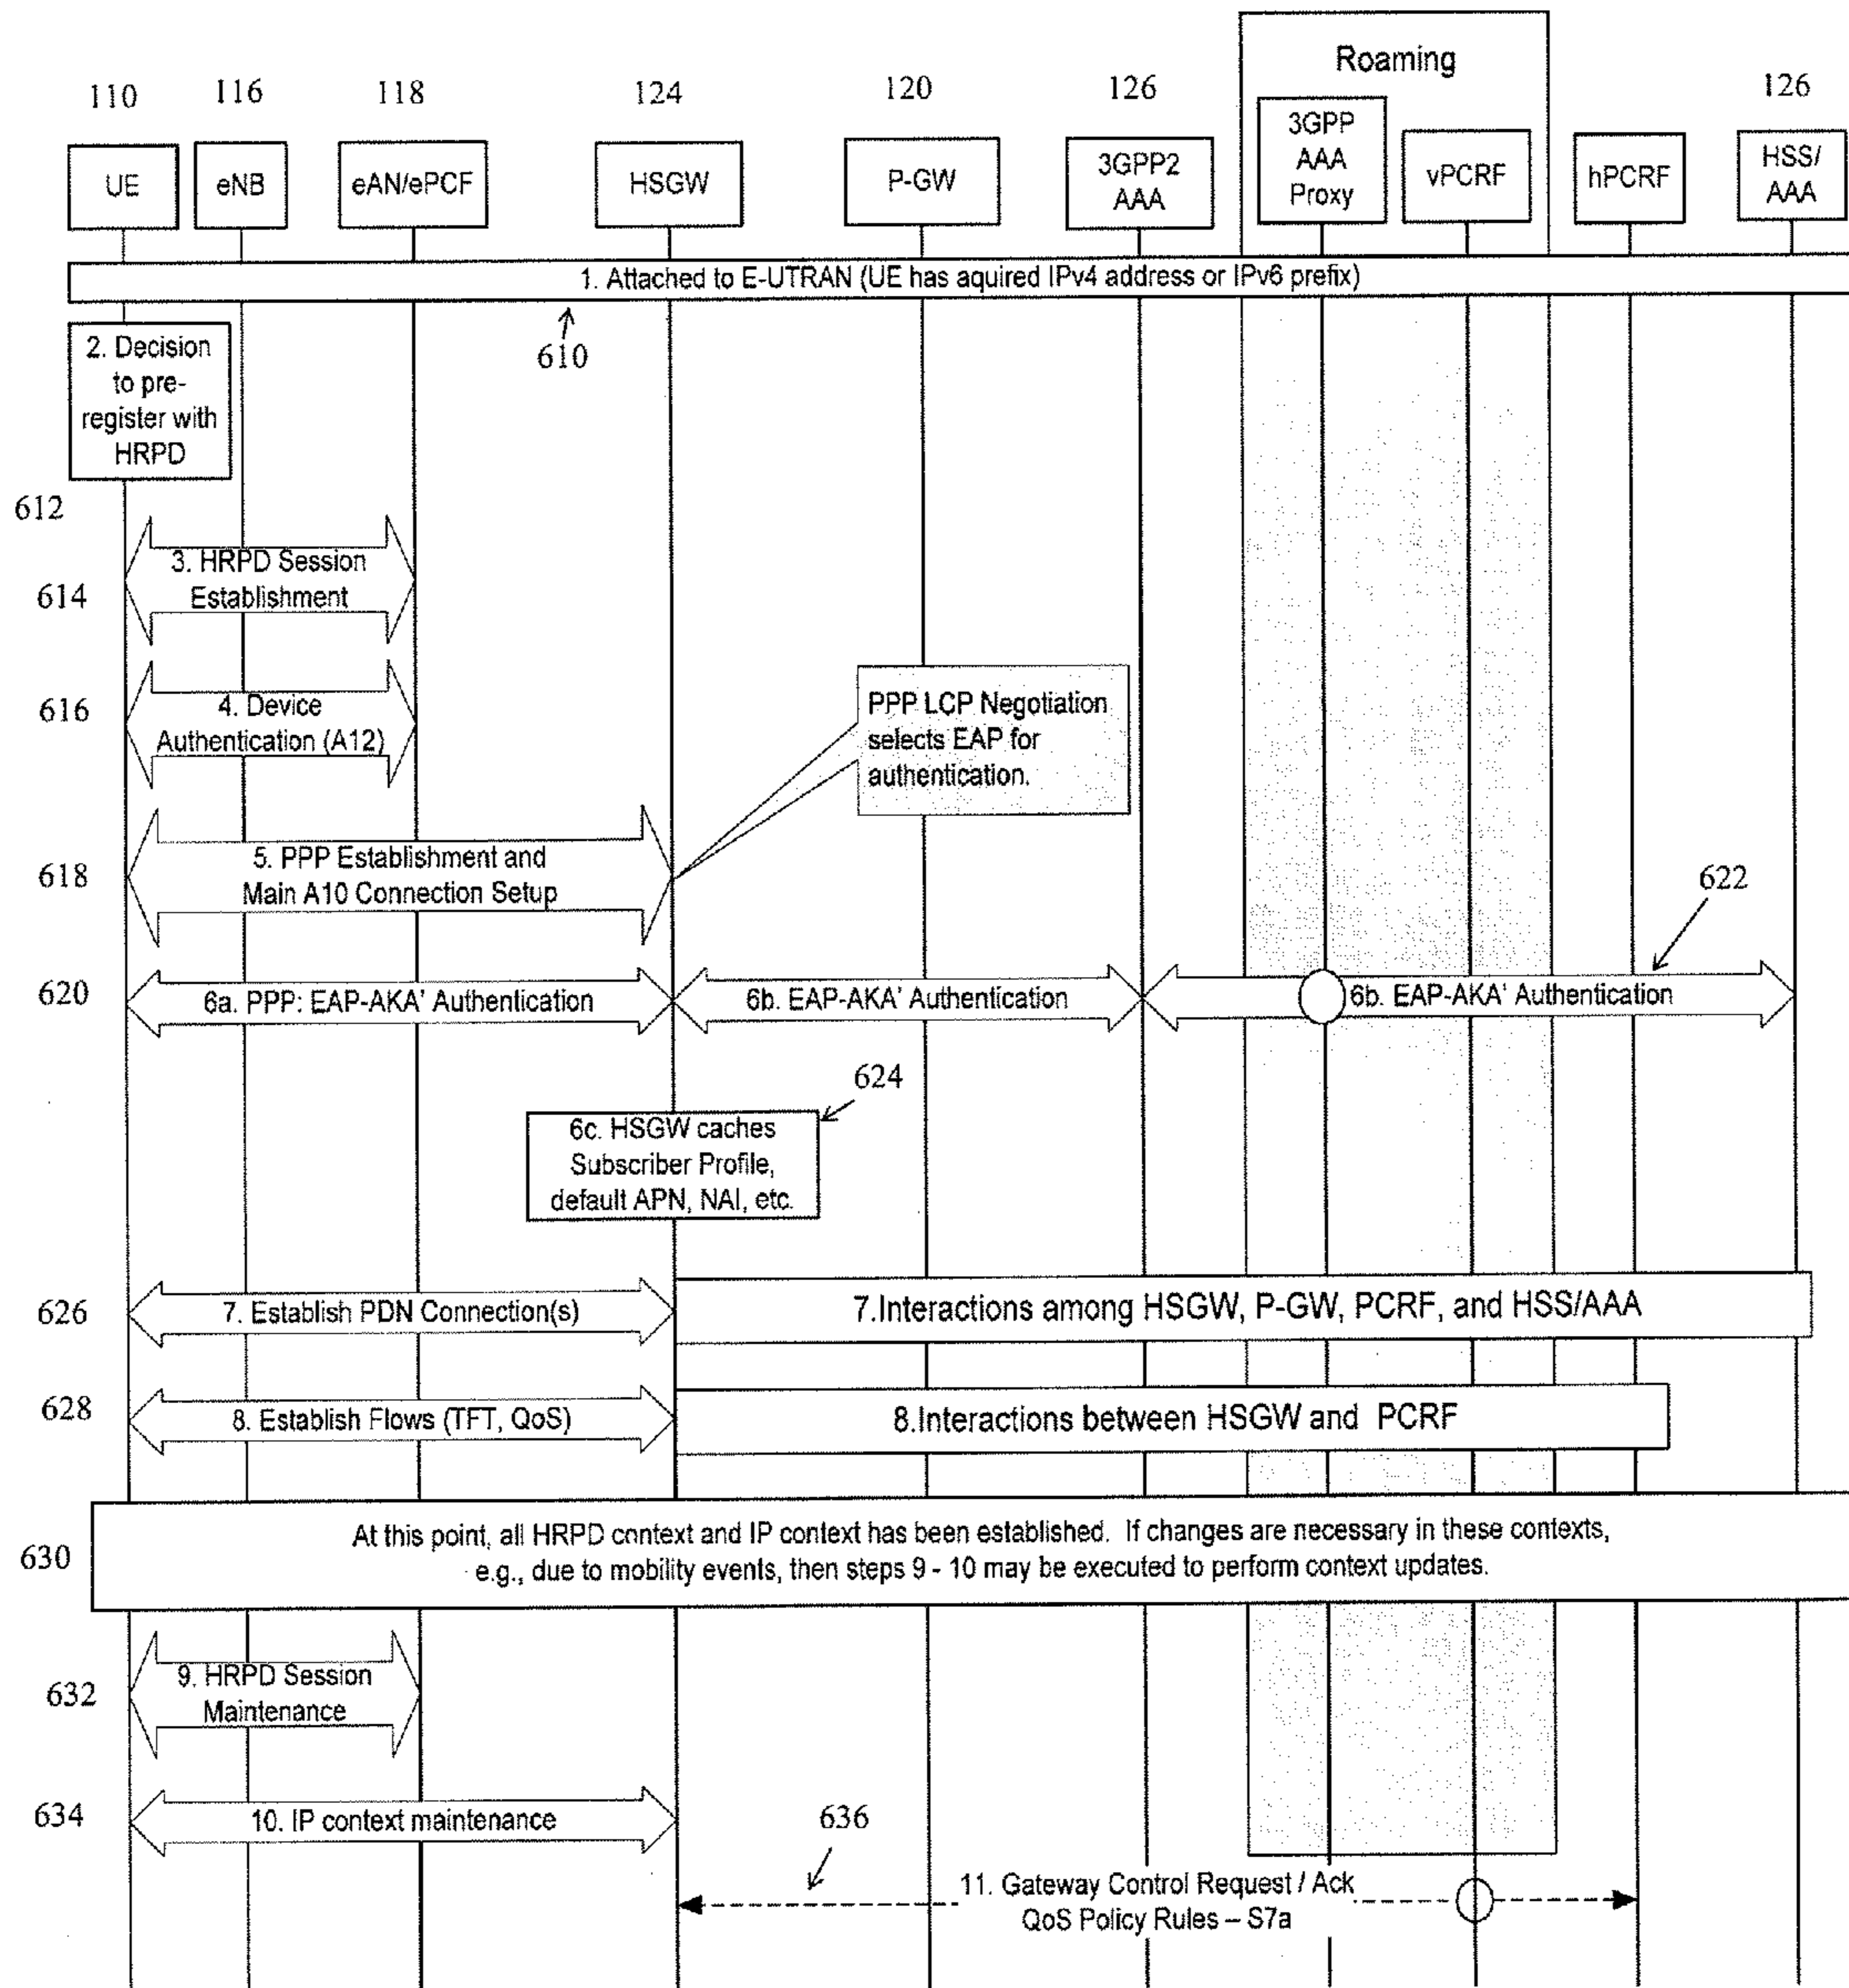 Roaming
110
116
118
124
120
126
126
UE
eNB
eAN/ePCF
HSGW
P-GW
3GPP2
AAA
3GPP
AAA
Proxy
vPCRF
hPCRF
HSS/
AAA
1. Attached to E-UTRAN (UE has aquired IPv4 address or IPv6 prefix)
610
2. Decision
to pre-
register with
HRPD
612
3. HRPD Session
Establishment
614
616
4. Device
Authentication (A12)
PPP LCP Negotiation
selects EAP for
authentication.
618
5. PPP Establishment and
Main A10 Connection Setup
622
620
6a. PPP: EAP-AKA' Authentication
6b. EAP-AKA' Authentication
6b. EAP-AKA' Authentication
624
6c. HSGW caches
Subscriber Profile,
default APN, NAI, etc.
626
7. Establish PDN Connection(s)
7.Interactions among HSGW, P-GW, PCRF, and HSS/AAA
628
8. Establish Flows (TFT, QoS)
8.Interactions between HSGW and PCRF
630
At this point, all HRPD context and IP context has been established. If changes are necessary in these contexts,
e.g., due to mobility events, then steps 9 - 10 may be executed to perform context updates.
632
9. HRPD Session
Maintenance
634
10. IP context maintenance
636
11. Gateway Control Request / Ack
QoS Policy Rules – S7a